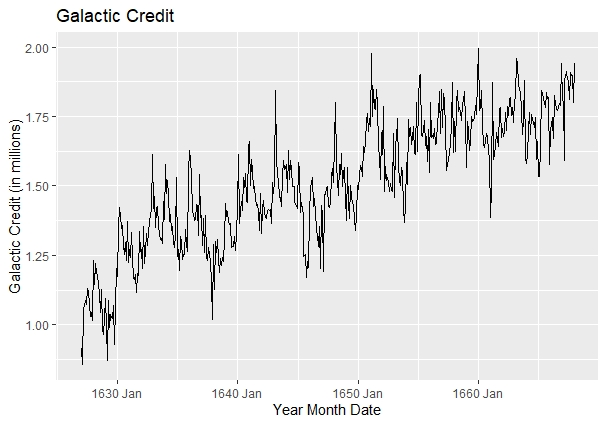 Galactic Credit
2.00
1.75
1.50
1.25
1.00
Galactic Credit (in millions)
1630 Jan 1640 Jan 1650 Jan 1660 Jan
Year Month Date